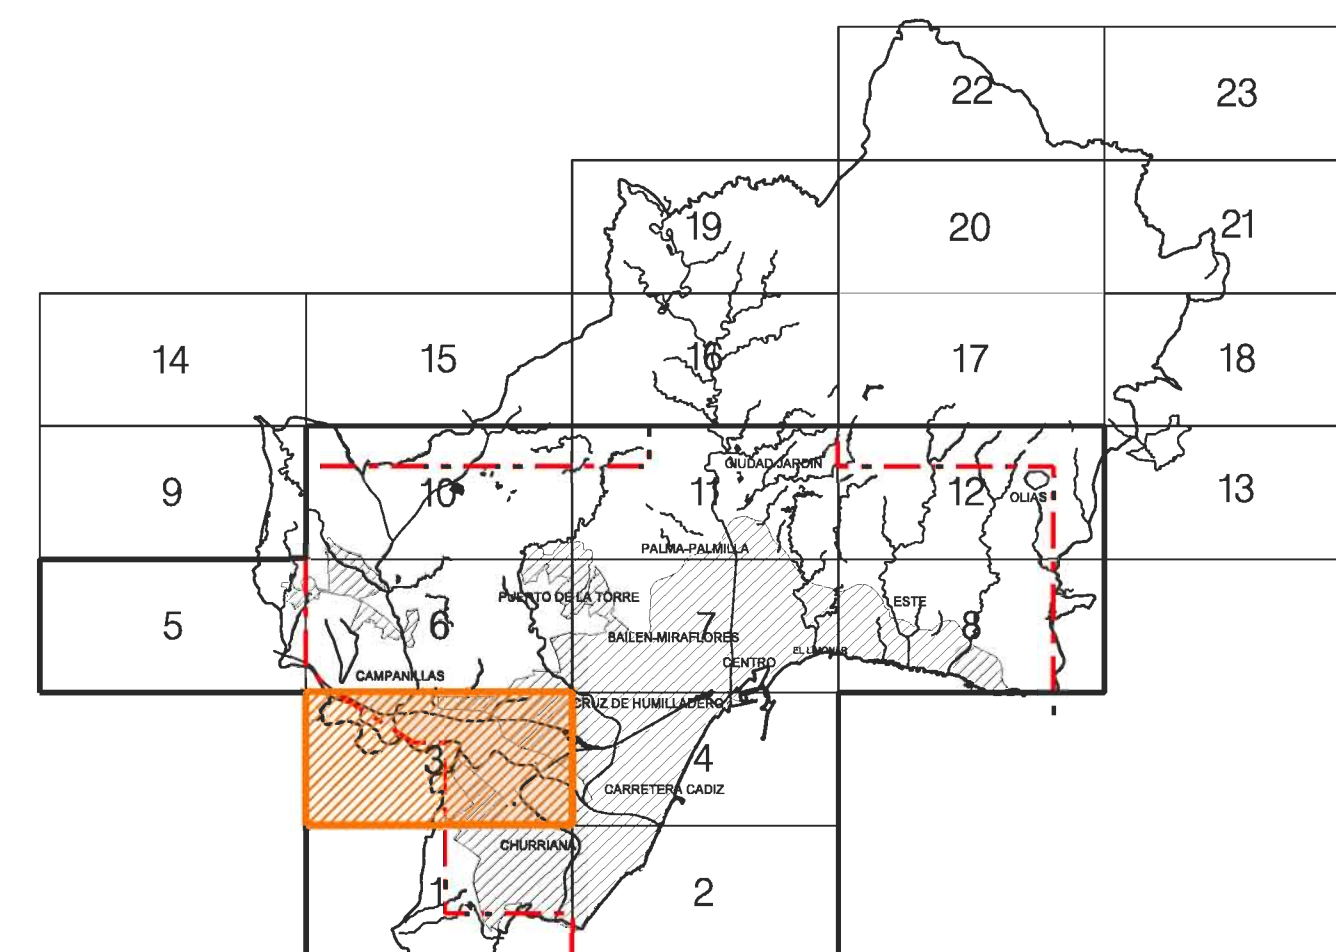 22
23
19
20
21
14
15
16
17
18
CIUDAD JARDIN
9
10
11
12
13
OLIAS
PALMA-PALMILLA
PUERTO DE LA TORRE
ESTE
5
6
7
8
BAILEN-MIRAFLORES
CENTRO
CAMPANILLAS
CRUZ DE HUMILLADERO
3
4
CARRETERA CADIZ
CHURRIANA
1
2